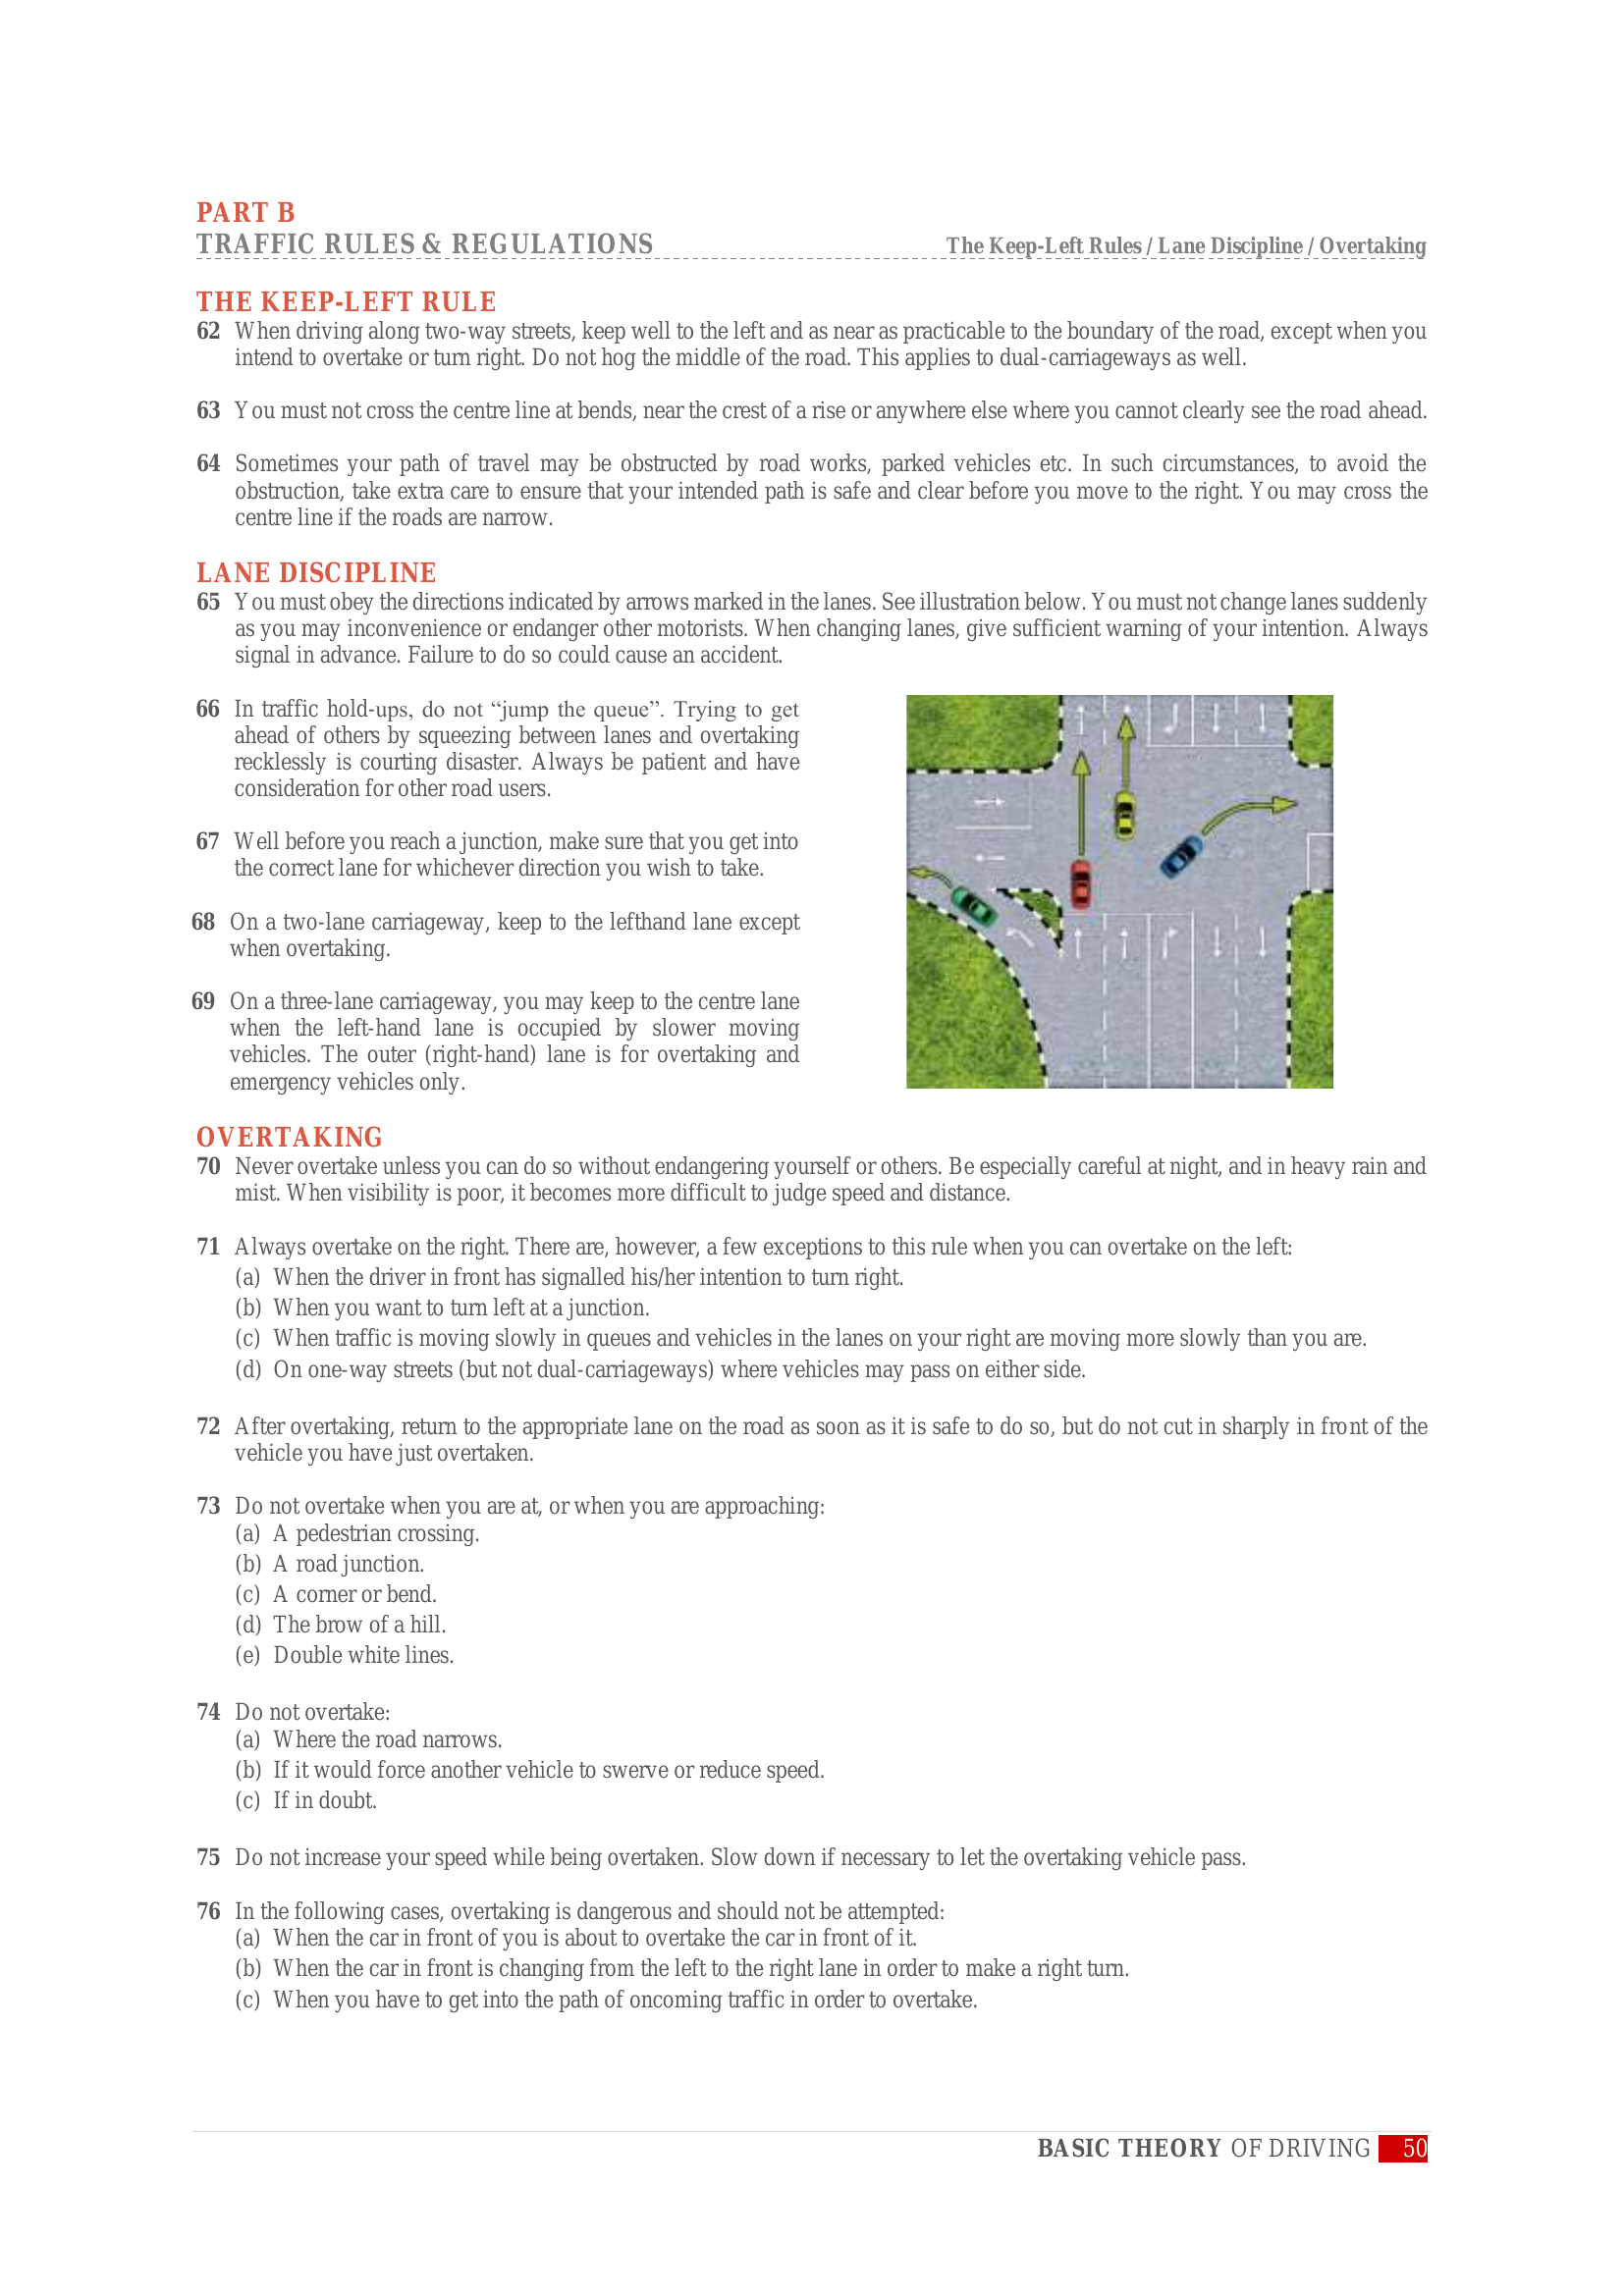 PART B
TRAFFIC RULES & REGULATIONS The Keep-Left Rules / Lane Discipline / Overtaking
THE KEEP-LEFT RULE
62 When driving along two-way streets, keep well to the left and as near as practicable to the boundary of the road, except when you
intend to overtake or turn right. Do not hog the middle of the road. This applies to dual-carriageways as well.
63 You must not cross the centre line at bends, near the crest of a rise or anywhere else where you cannot clearly see the road ahead.
64 Sometimes your path of travel may be obstructed by road works, parked vehicles etc. In such circumstances, to avoid the
obstruction, take extra care to ensure that your intended path is safe and clear before you move to the right. You may cross the
centre line if the roads are narrow.
LANE DISCIPLINE
65 You must obey the directions indicated by arrows marked in the lanes. See illustration below. You must not change lanes suddenly
as you may inconvenience or endanger other motorists. When changing lanes, give sufficient warning of your intention. Always
signal in advance. Failure to do so could cause an accident.
66 In traffic hold-ups, do not “jump the queue”. Trying to get
ahead of others by squeezing between lanes and overtaking
recklessly is courting disaster. Always be patient and have
consideration for other road users.
67 Well before you reach a junction, make sure that you get into
the correct lane for whichever direction you wish to take.
68 On a two-lane carriageway, keep to the lefthand lane except
when overtaking.
69 On a three-lane carriageway, you may keep to the centre lane
when the left-hand lane is occupied by slower moving
vehicles. The outer (right-hand) lane is for overtaking and
emergency vehicles only.
OVERTAKING
70 Never overtake unless you can do so without endangering yourself or others. Be especially careful at night, and in heavy rain and
mist. When visibility is poor, it becomes more difficult to judge speed and distance.
71 Always overtake on the right. There are, however, a few exceptions to this rule when you can overtake on the left:
(a) When the driver in front has signalled his/her intention to turn right.
(b) When you want to turn left at a junction.
(c) When traffic is moving slowly in queues and vehicles in the lanes on your right are moving more slowly than you are.
(d) On one-way streets (but not dual-carriageways) where vehicles may pass on either side.
72 After overtaking, return to the appropriate lane on the road as soon as it is safe to do so, but do not cut in sharply in front of the
vehicle you have just overtaken.
73 Do not overtake when you are at, or when you are approaching:
(a) A pedestrian crossing.
(b) A road junction.
(c) A corner or bend.
(d) The brow of a hill.
(e) Double white lines.
74 Do not overtake:
(a) Where the road narrows.
(b) If it would force another vehicle to swerve or reduce speed.
(c) If in doubt.
75 Do not increase your speed while being overtaken. Slow down if necessary to let the overtaking vehicle pass.
76 In the following cases, overtaking is dangerous and should not be attempted:
(a) When the car in front of you is about to overtake the car in front of it.
(b) When the car in front is changing from the left to the right lane in order to make a right turn.
(c) When you have to get into the path of oncoming traffic in order to overtake.
BASIC THEORY OF DRIVING 50